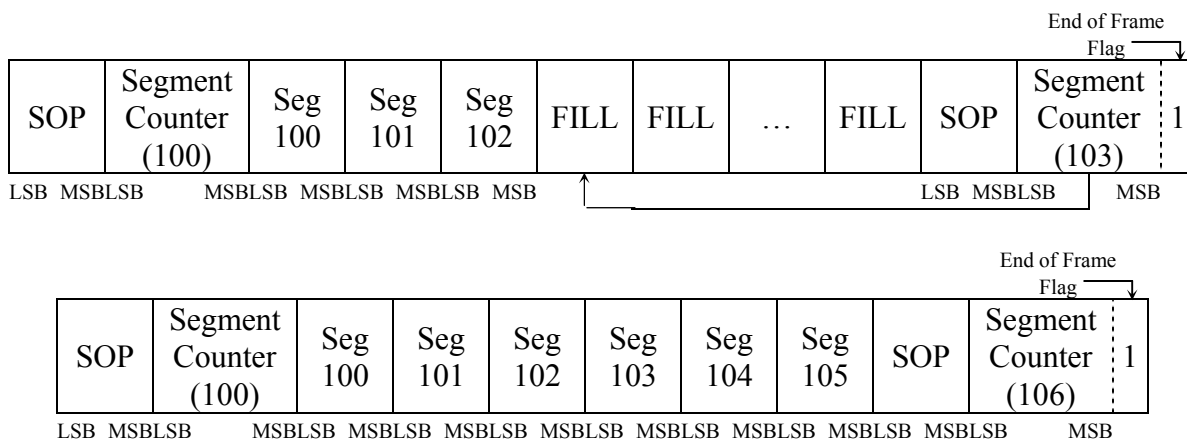 End of Frame
Flag
SOP
Segment
Counter
(100)
Seg
100
Seg
101
Seg
102
FILL
FILL
…
FILL
SOP
Segment
Counter
(103)
1
LSB MSBLSB MSBLSB MSBLSB MSBLSB MSB LSB MSBLSB MSB
End of Frame
Flag
SOP
Segment
Counter
(100)
Seg
100
Seg
101
Seg
102
Seg
103
Seg
104
Seg
105
SOP
Segment
Counter
(106)
1
LSB MSBLSB MSBLSB MSBLSB MSBLSB MSBLSB MSBLSB MSBLSB MSBLSB MSB